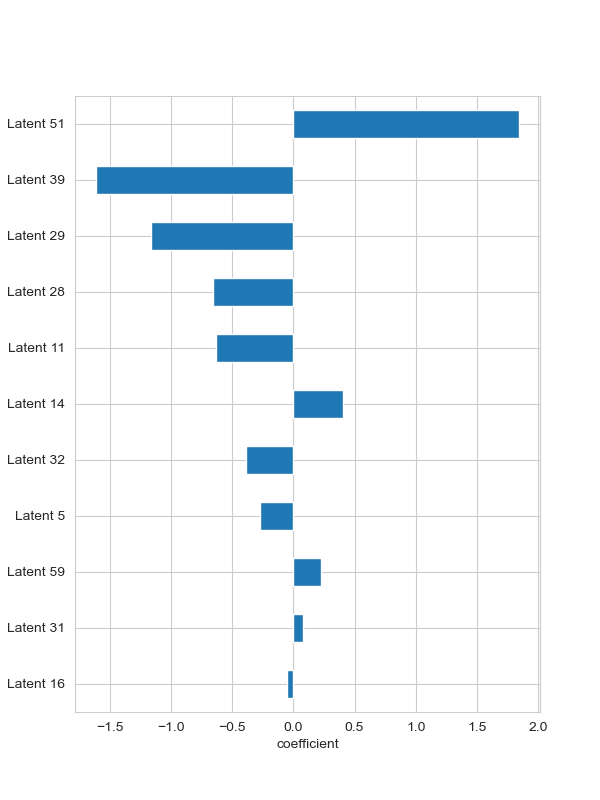 Latent 51
Latent 39
Latent 29
Latent 28
Latent 11
Latent 14
Latent 32
Latent 5
Latent 59
Latent 31
Latent 16
−1.5 −1.0 −0.5 0.0 0.5 1.0 1.5 2.0
coefficient